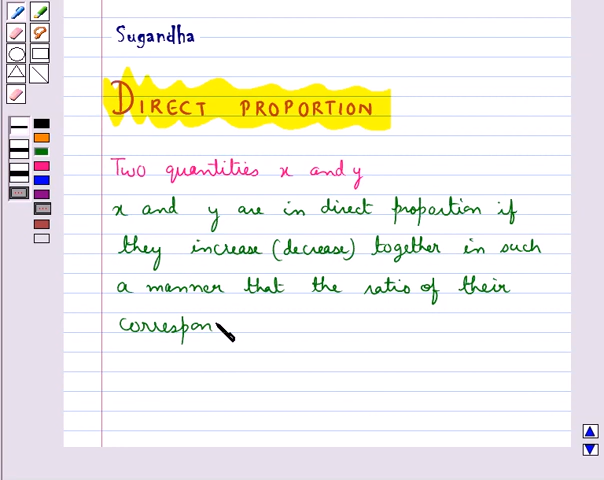 Sugandha
DIRECT PROPORTION
Two quantities x and y
x and y are in direct proportion if
they increase (decrease) together in such
a manner that the ratio of their
correspon